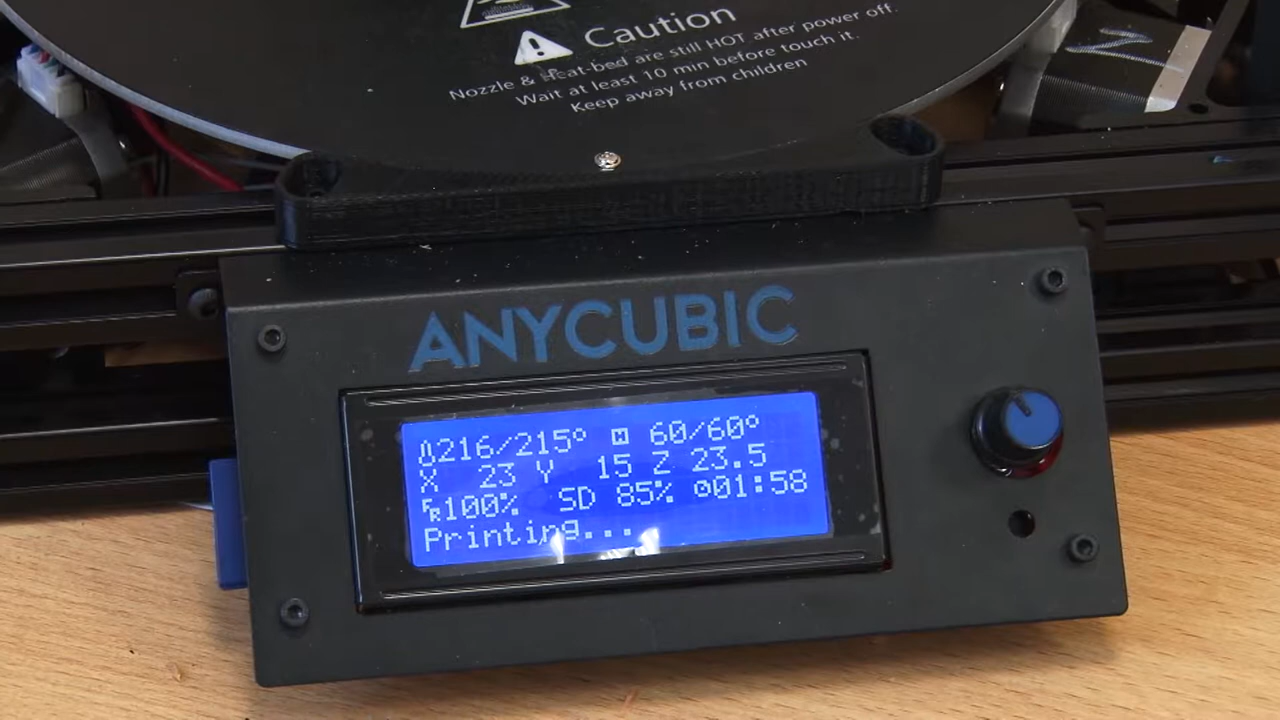 Caution
Nozzle & Heat-bed are still HOT after power off.
Wait at least 10 min before touch it.
Keep away from children
N
ANYCUBIC
216/215° 60/60°
X 23 Y 15 Z 23.5
FR100% SD 85% 01:58
Printing...